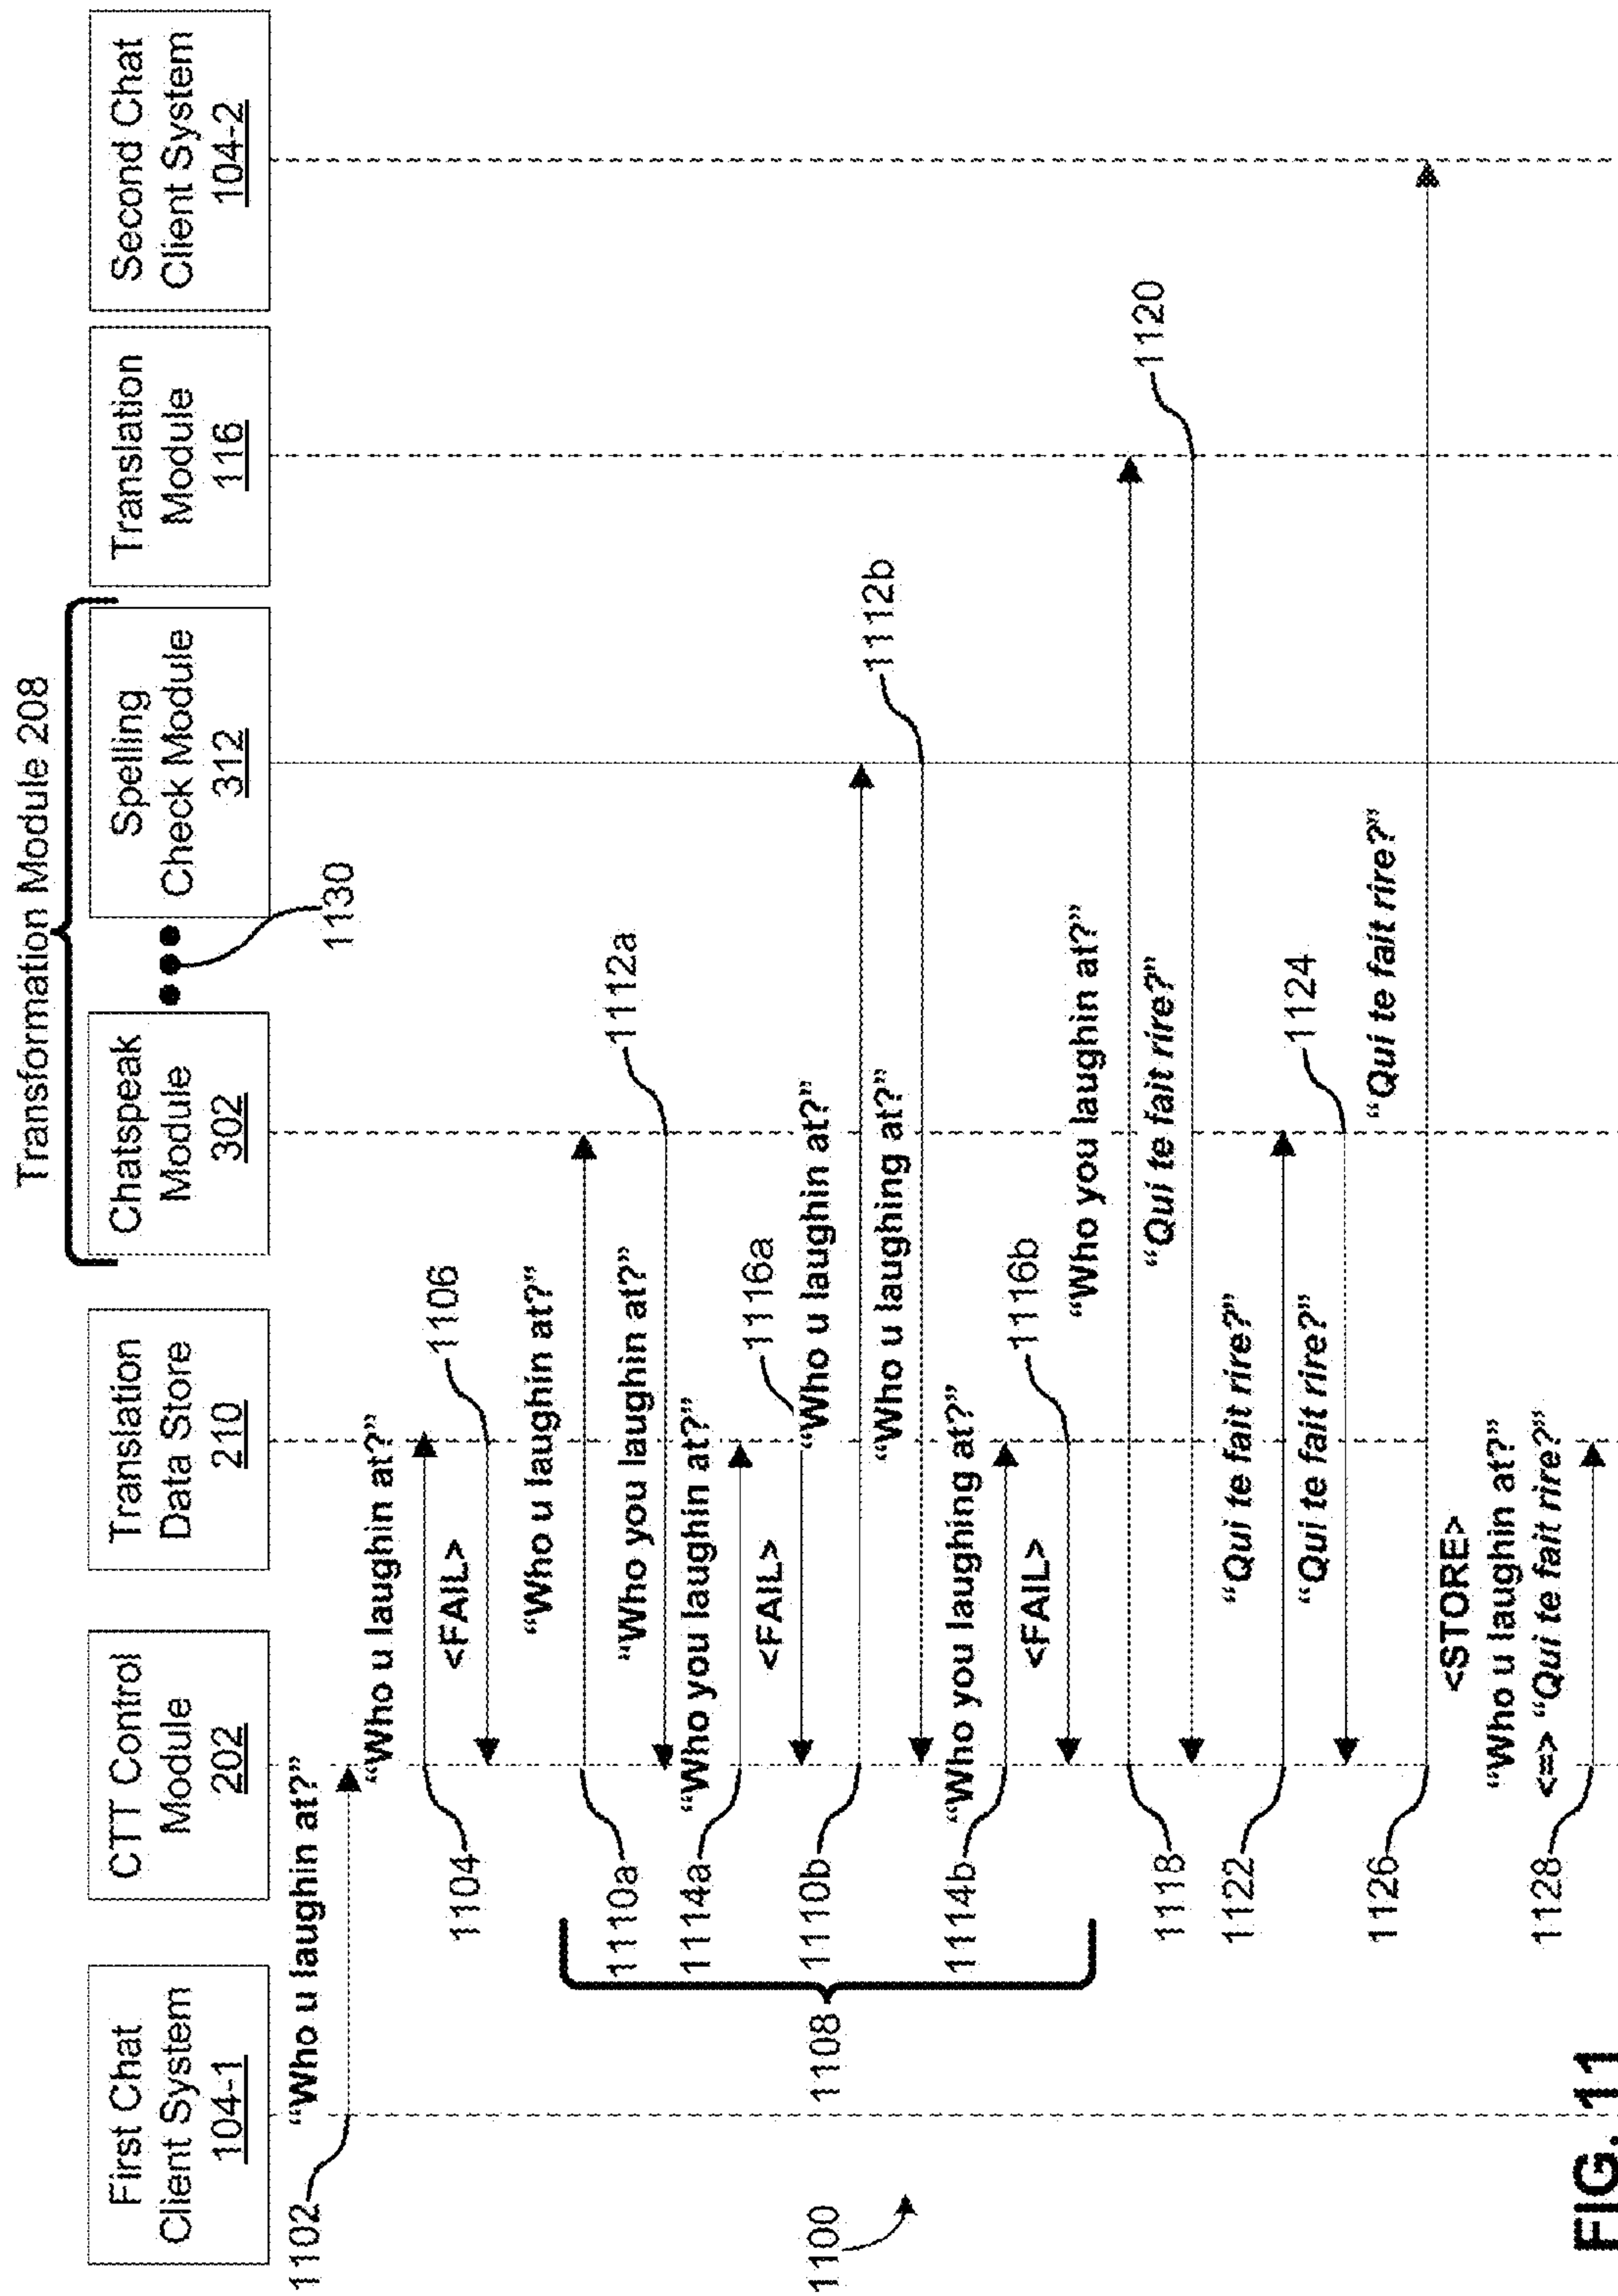 Transformation Module 208
First Chat
Client System
104-1
CTT Control
Module
202
Translation
Data Store
210
Chatspeak
Module
302
Spelling
Check Module
312
Translation
Module
116
Second Chat
Client System
104-2
1130
1102
“Who u laughin at?”
“Who u laughin at?”
1104
1106
<FAIL>
“Who u laughin at?”
1110a
1112a
“Who you laughin at?”
“Who you laughin at?”
1114a
1116a
<FAIL>
“Who u laughin at?”
1110b
1112b
“Who u laughing at?”
“Who you laughing at?”
1114b
1116b
<FAIL>
1108
1100
“Who you laughin at?”
1118
1120
“Qui te fait rire?”
“Qui te fait rire?”
1122
1124
“Qui te fait rire?”
“Qui te fait rire?”
1126
<STORE>
“Who u laughin at?”
<=> “Qui te fait rire?”
1128
FIG. 11